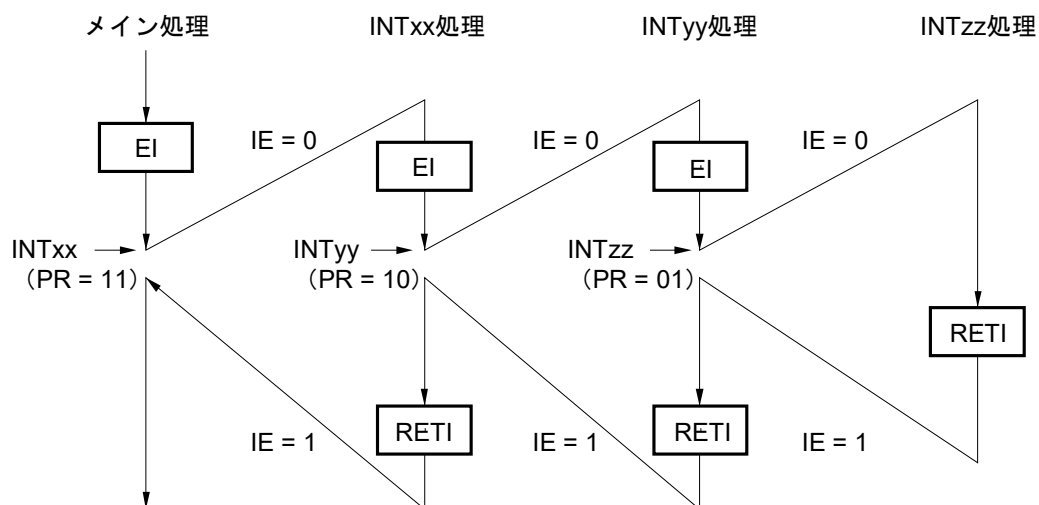 メイン処理 INTxx処理 INTyy処理 INTzz処理
EI IE = 0 EI IE = 0 EI IE = 0
INTxx INTyy INTzz
（PR = 11） （PR = 10） （PR = 01）
RETI
RETI RETI
IE = 1 IE = 1 IE = 1